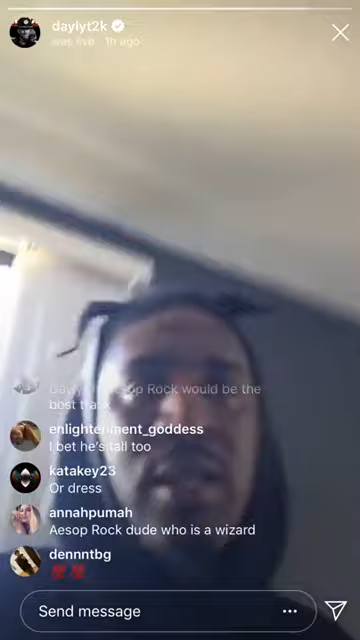 daylyt2k
was live · 1h ago
Aesop Rock would be the
best track
enlightenment_goddess
I bet he's tall too
katakey23
Or dress
annahpumah
Aesop Rock dude who is a wizard
dennntbg
💯 💯
Send message